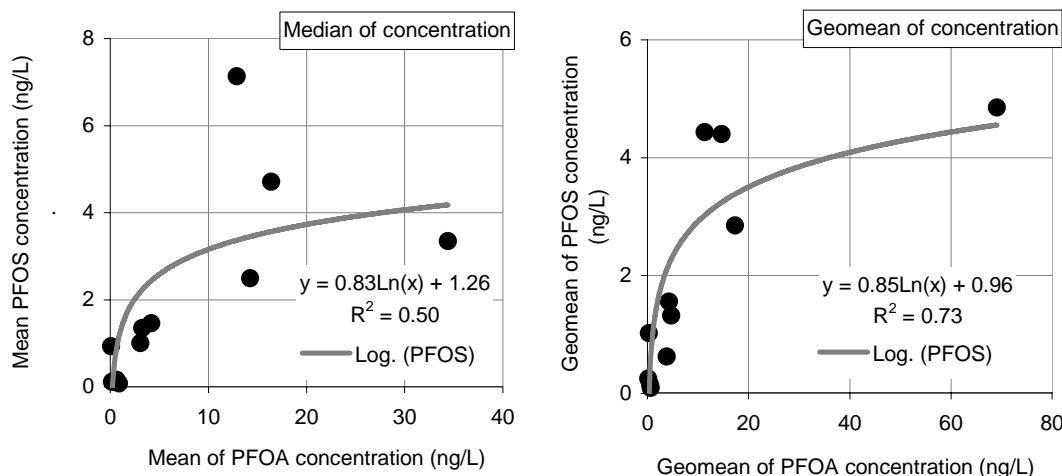 Median of concentration
Mean PFOS concentration (ng/L)
8
6
4
2
0
y = 0.83Ln(x) + 1.26
R² = 0.50
Log. (PFOS)
0 10 20 30 40
Mean of PFOA concentration (ng/L)
Geomean of concentration
Geomean of PFOS concentration
(ng/L)
6
4
2
0
y = 0.85Ln(x) + 0.96
R² = 0.73
Log. (PFOS)
0 20 40 60 80
Geomean of PFOA concentration (ng/L)